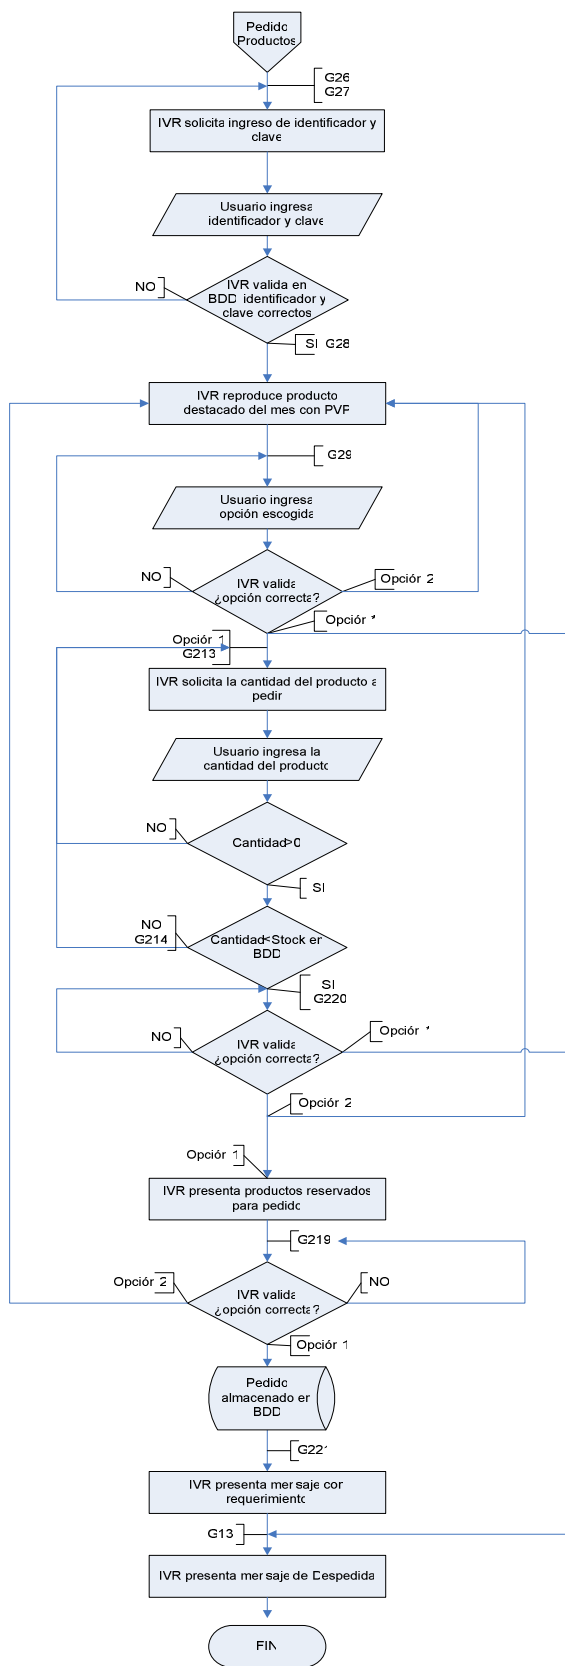 Pedido
Productos
G26
G27
IVR solicita ingreso de identificador y
clave
Usuario ingresa
identificador y clave
NO
IVR valida en
BDD identificador y
clave correctos
SI G28
IVR reproduce producto
destacado del mes con PVP
G29
Usuario ingresa
opción escogida
NO
IVR valida
¿opción correcta?
Opción 2
Opción *
Opción 1
G213
IVR solicita la cantidad del producto a
pedir
Usuario ingresa la
cantidad del producto
NO
Cantidad>0
SI
NO
G214
Cantidad<Stock en
BDD
SI
G220
NO
IVR valida
¿opción correcta?
Opción *
Opción 2
Opción 1
IVR presenta productos reservados
para pedido
G219
Opción 2
IVR valida
¿opción correcta?
NO
Opción 1
Pedido
almacenado en
BDD
G221
IVR presenta mensaje con
requerimiento
G13
IVR presenta mensaje de Despedida
FIN